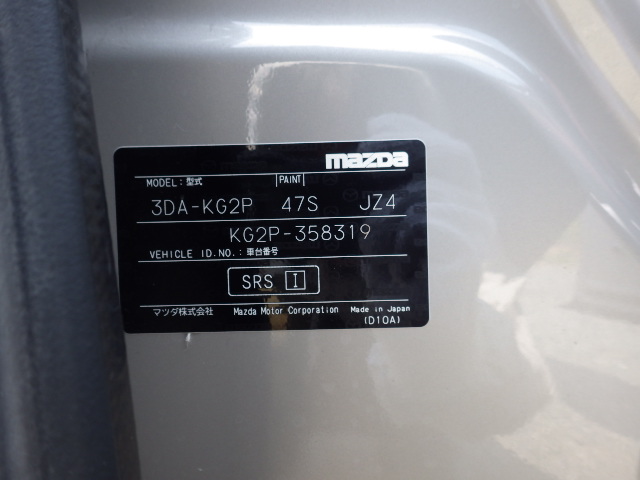 mazda
MODEL：型式 PAINT
3DA-KG2P 47S JZ4
KG2P-358319
VEHICLE ID.NO.：車台番号
SRS I
マツダ株式会社 Mazda Motor Corporation Made in Japan
(D10A)